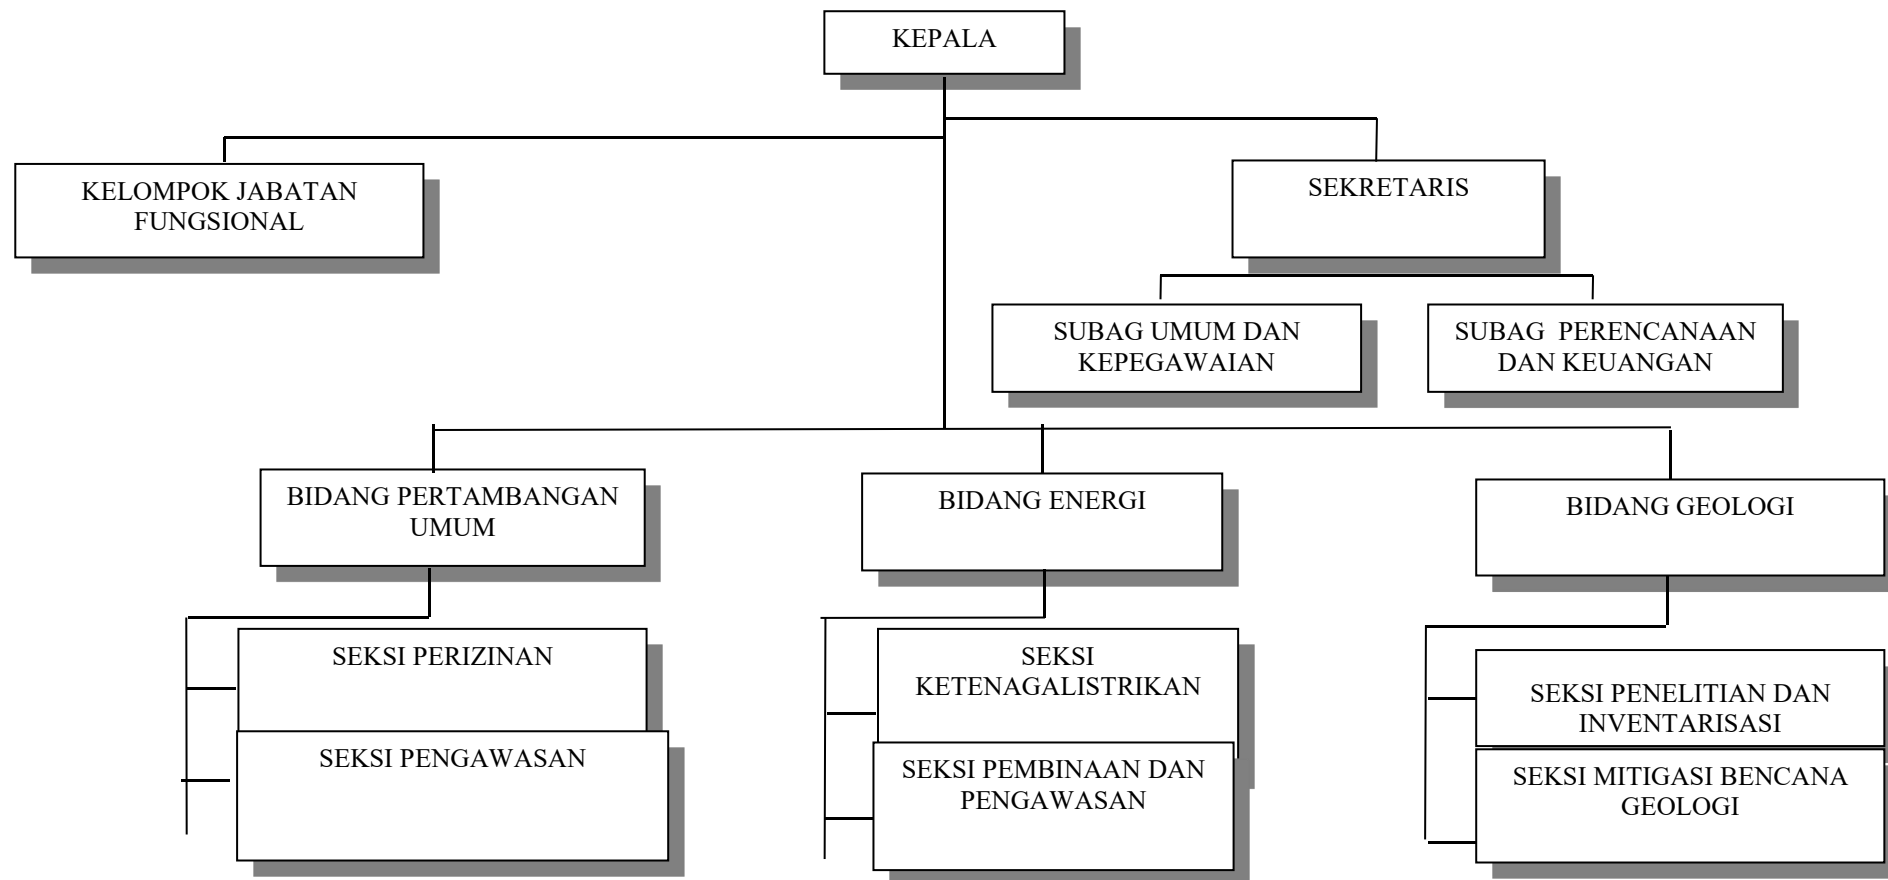 KEPALA
KELOMPOK JABATAN
FUNGSIONAL
SEKRETARIS
SUBAG UMUM DAN
KEPEGAWAIAN
SUBAG  PERENCANAAN
DAN KEUANGAN
BIDANG PERTAMBANGAN
UMUM
BIDANG ENERGI
BIDANG GEOLOGI
SEKSI PERIZINAN
SEKSI PENGAWASAN
SEKSI
KETENAGALISTRIKAN
SEKSI PEMBINAAN DAN
PENGAWASAN
SEKSI PENELITIAN DAN
INVENTARISASI
SEKSI MITIGASI BENCANA
GEOLOGI